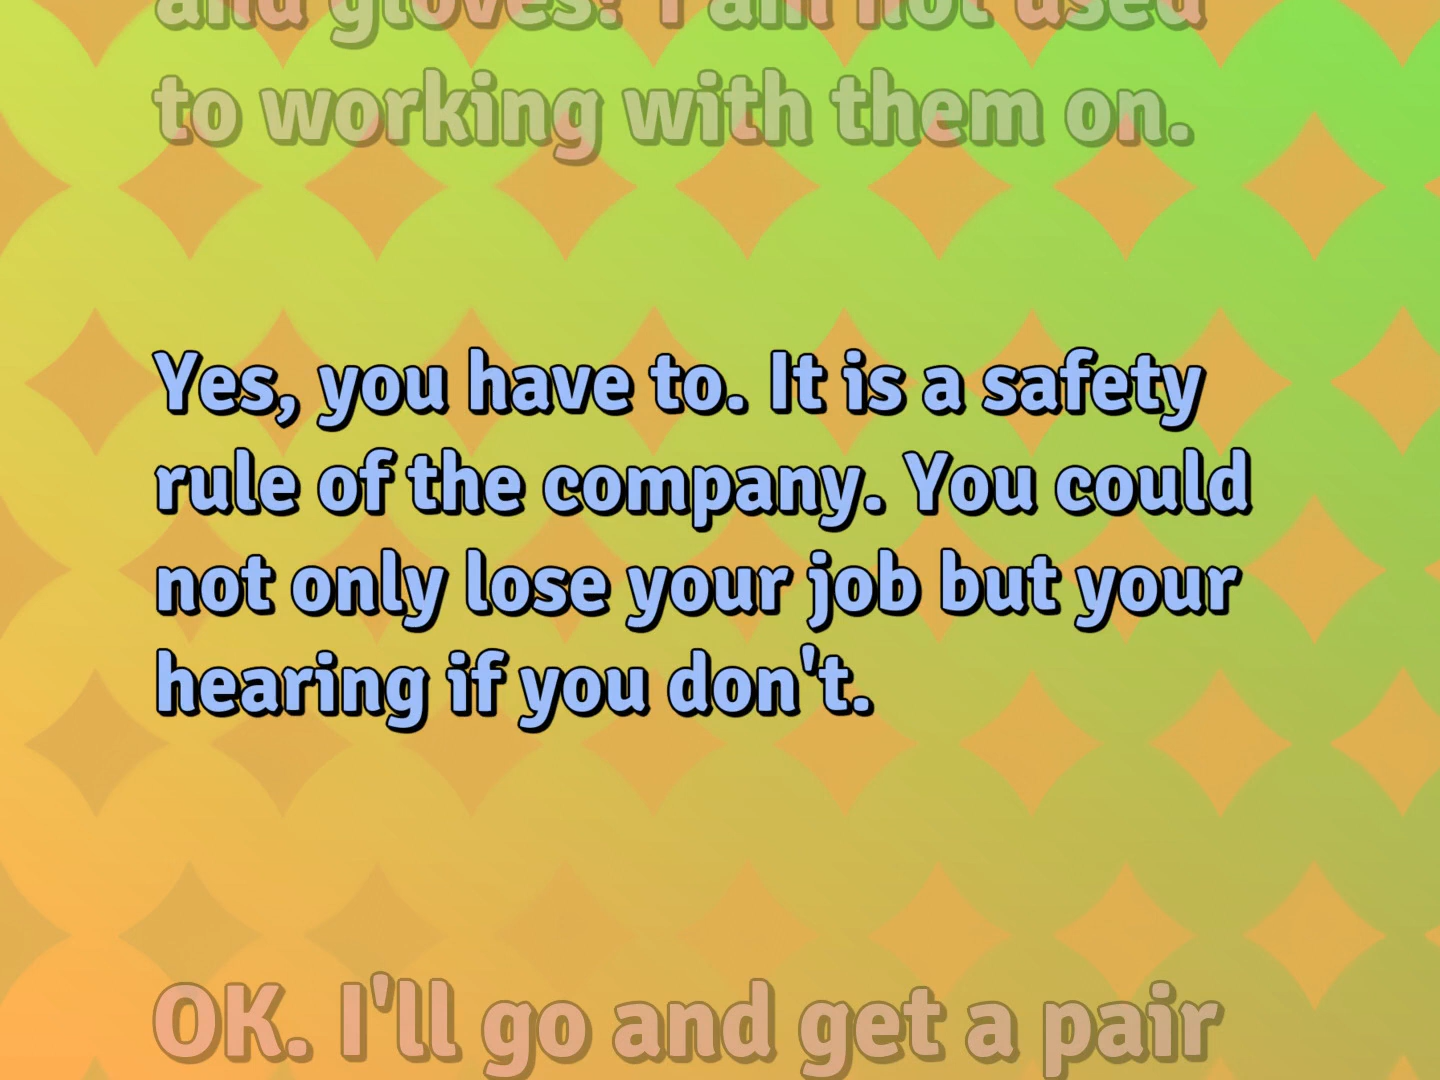 and gloves? I am not used
to working with them on.
Yes, you have to. It is a safety
rule of the company. You could
not only lose your job but your
hearing if you don't.
OK. I'll go and get a pair